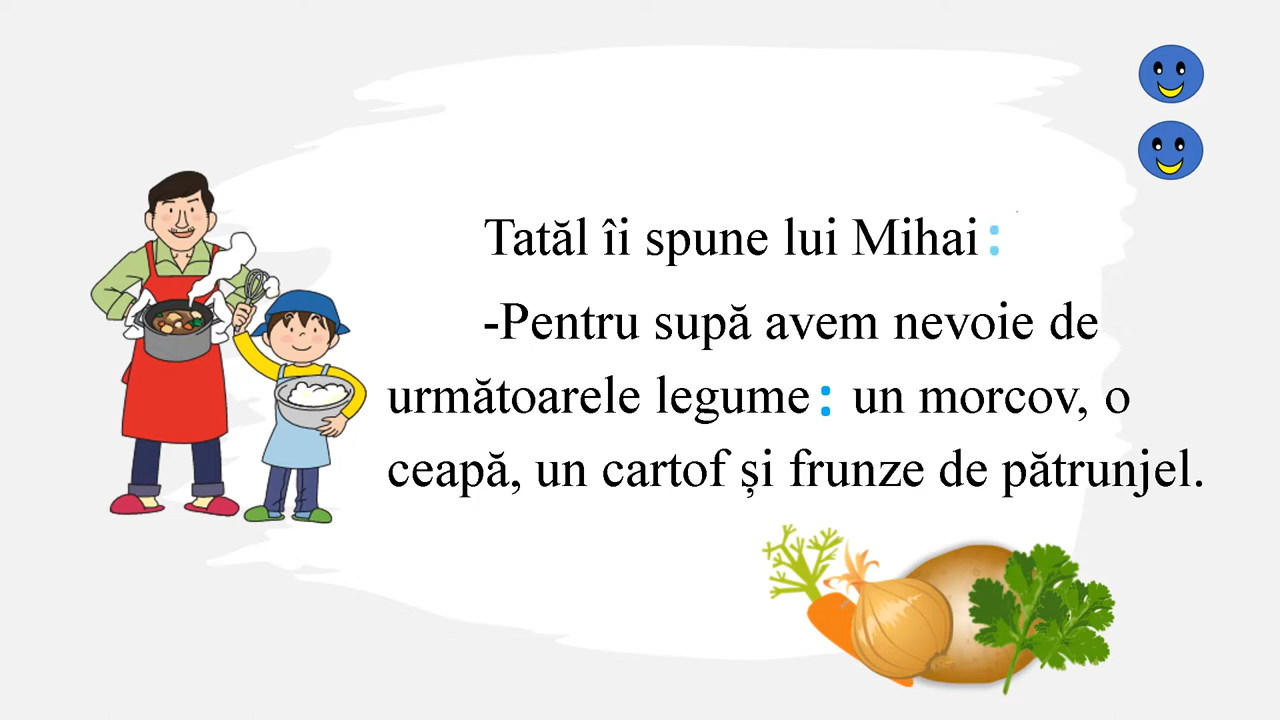 Tatăl îi spune lui Mihai:
-Pentru supă avem nevoie de
următoarele legume: un morcov, o
ceapă, un cartof și frunze de pătrunjel.